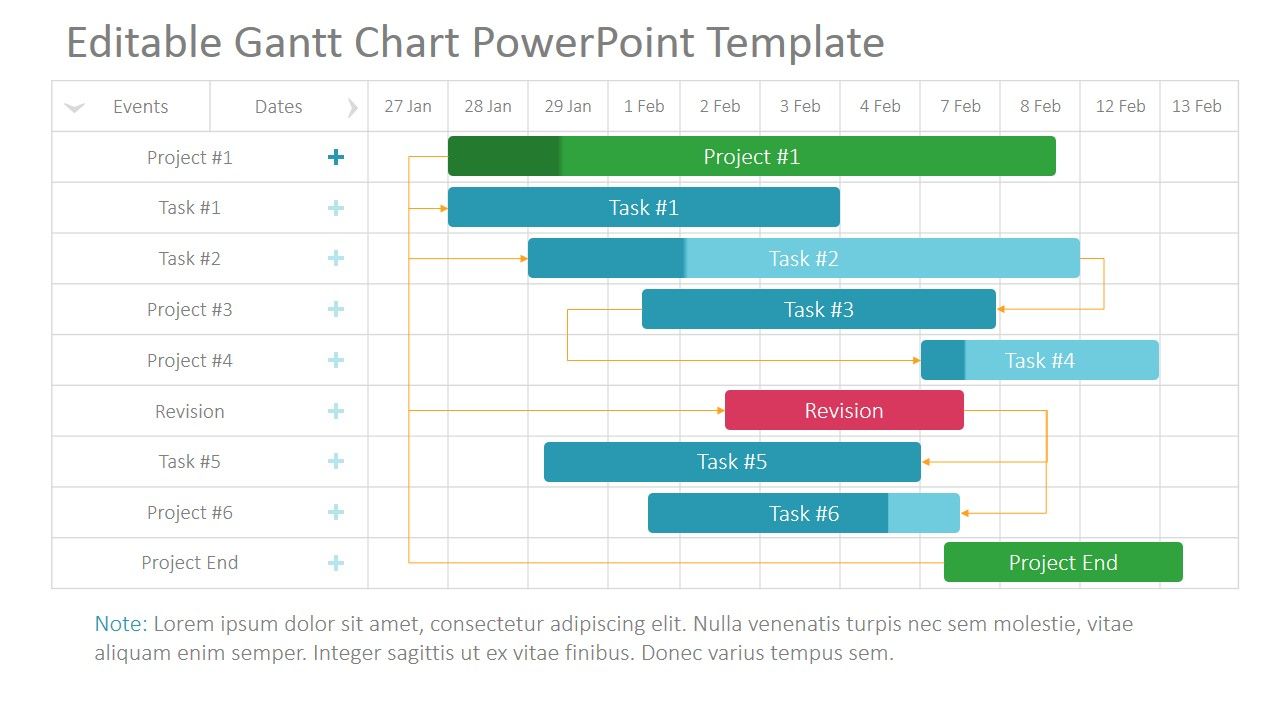 Editable Gantt Chart PowerPoint Template
Events Dates 27 Jan 28 Jan 29 Jan 1 Feb 2 Feb 3 Feb 4 Feb 7 Feb 8 Feb 12 Feb 13 Feb
Project #1 Project #1
Task #1 Task #1
Task #2 Task #2
Project #3 Task #3
Project #4 Task #4
Revision Revision
Task #5 Task #5
Project #6 Task #6
Project End Project End
Note: Lorem ipsum dolor sit amet, consectetur adipiscing elit. Nulla venenatis turpis nec sem molestie, vitae
aliquam enim semper. Integer sagittis ut ex vitae finibus. Donec varius tempus sem.